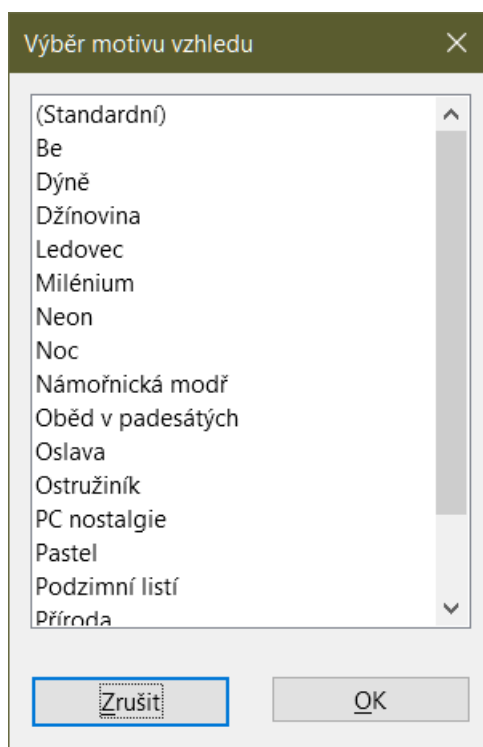 Výběr motivu vzhledu
(Standardní)
Be
Dýně
Džínovina
Ledovec
Milénium
Neon
Noc
Námořnická modř
Oběd v padesátých
Oslava
Ostružiník
PC nostalgie
Pastel
Podzimní listí
Příroda
Zrušit
OK